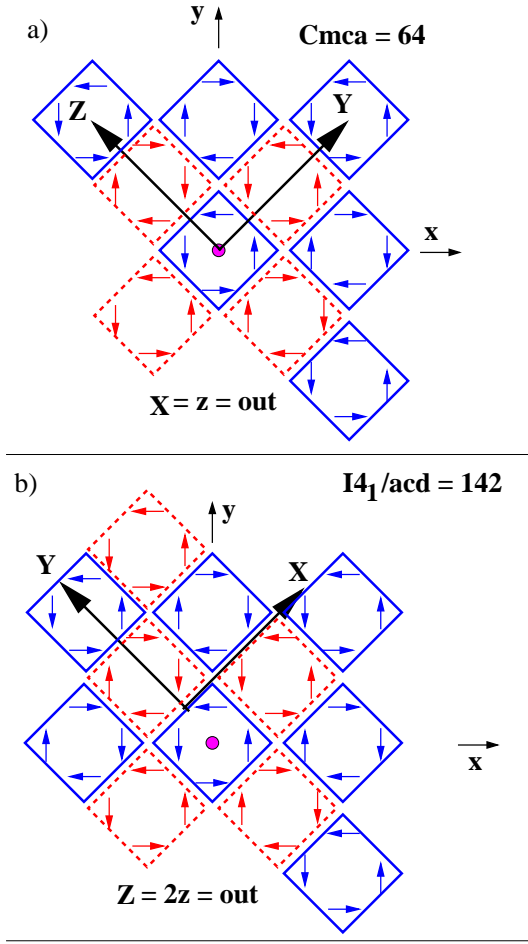 a)
y
Cmca = 64
Z
Y
x
X = z = out
b)
I4₁/acd = 142
y
Y
X
x
Z = 2z = out